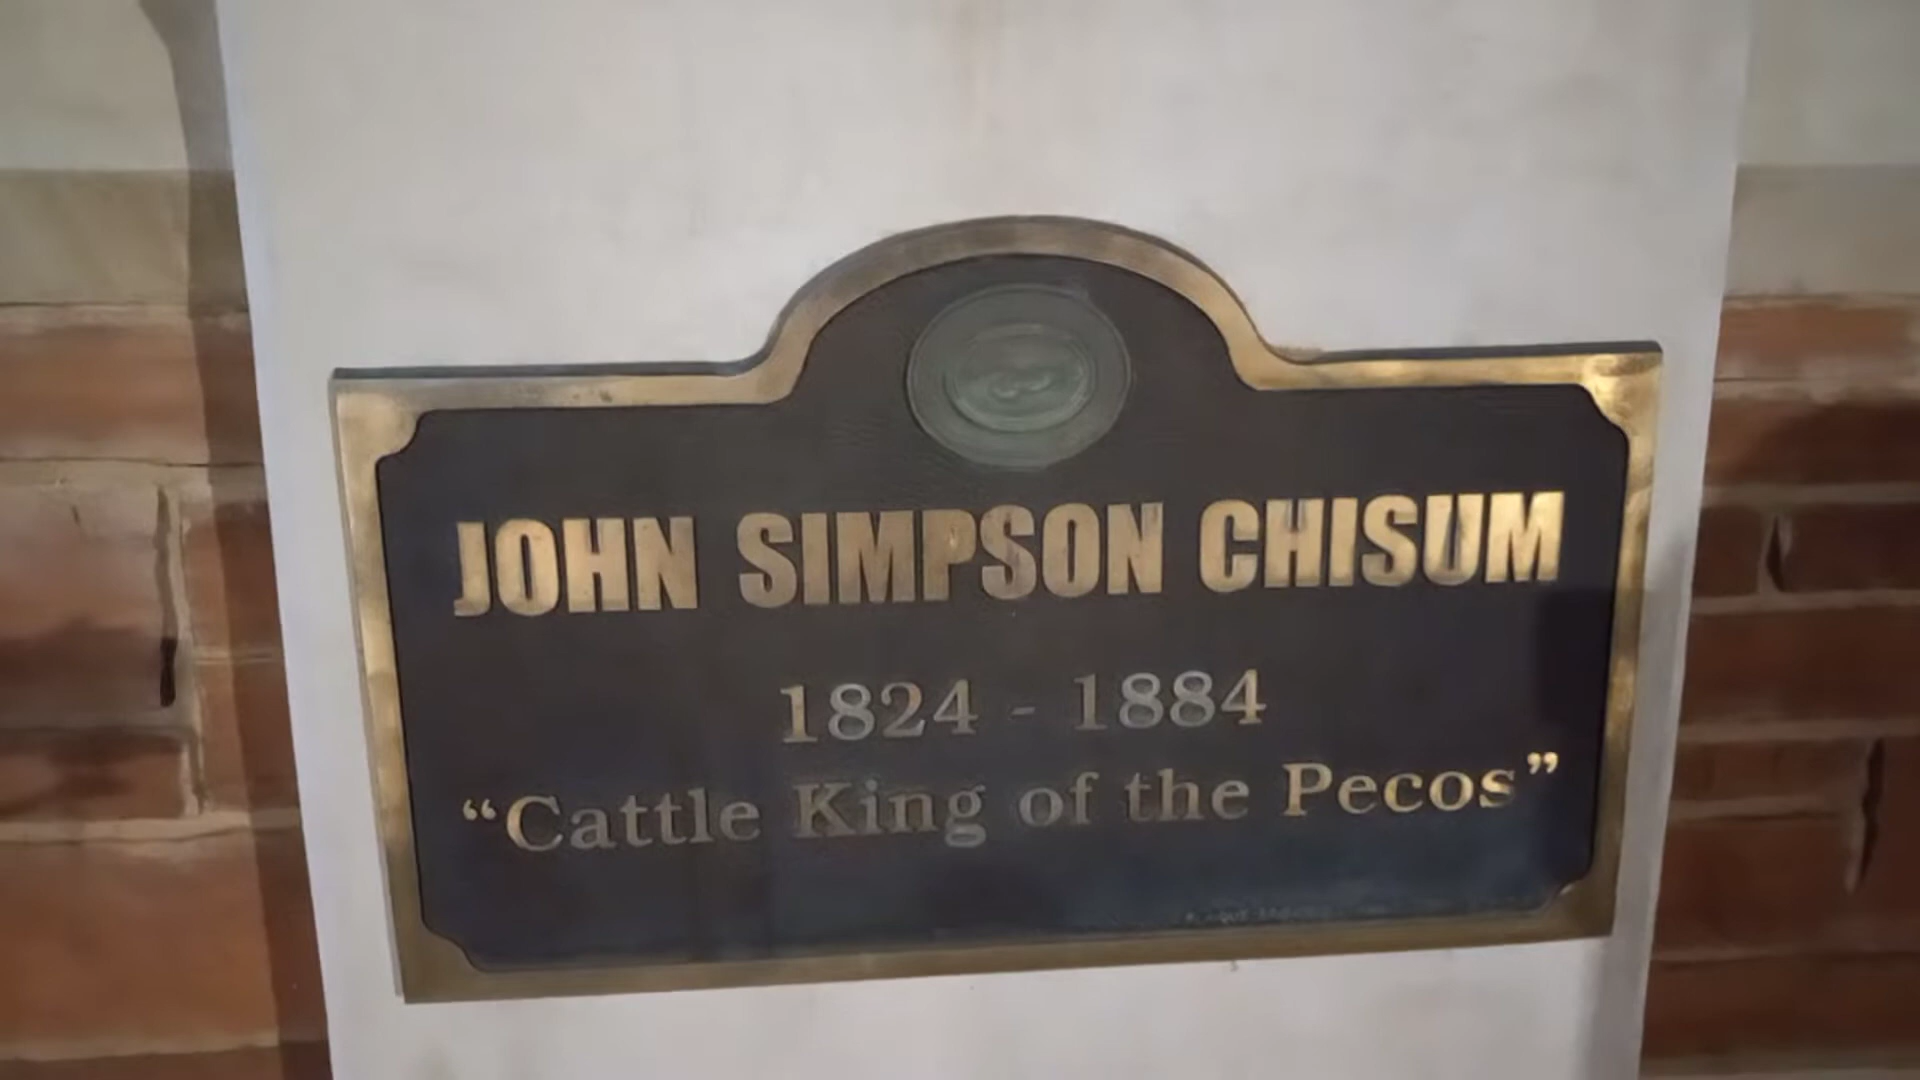 JOHN SIMPSON CHISUM
1824 - 1884
“Cattle King of the Pecos”